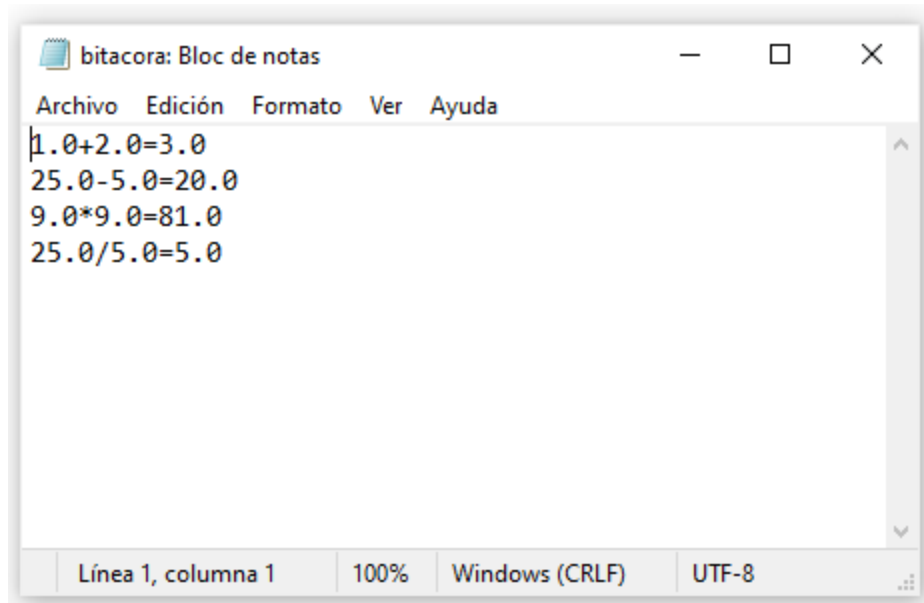 bitacora: Bloc de notas
Archivo Edición Formato Ver Ayuda
1.0+2.0=3.0
25.0-5.0=20.0
9.0*9.0=81.0
25.0/5.0=5.0
Línea 1, columna 1 100% Windows (CRLF) UTF-8